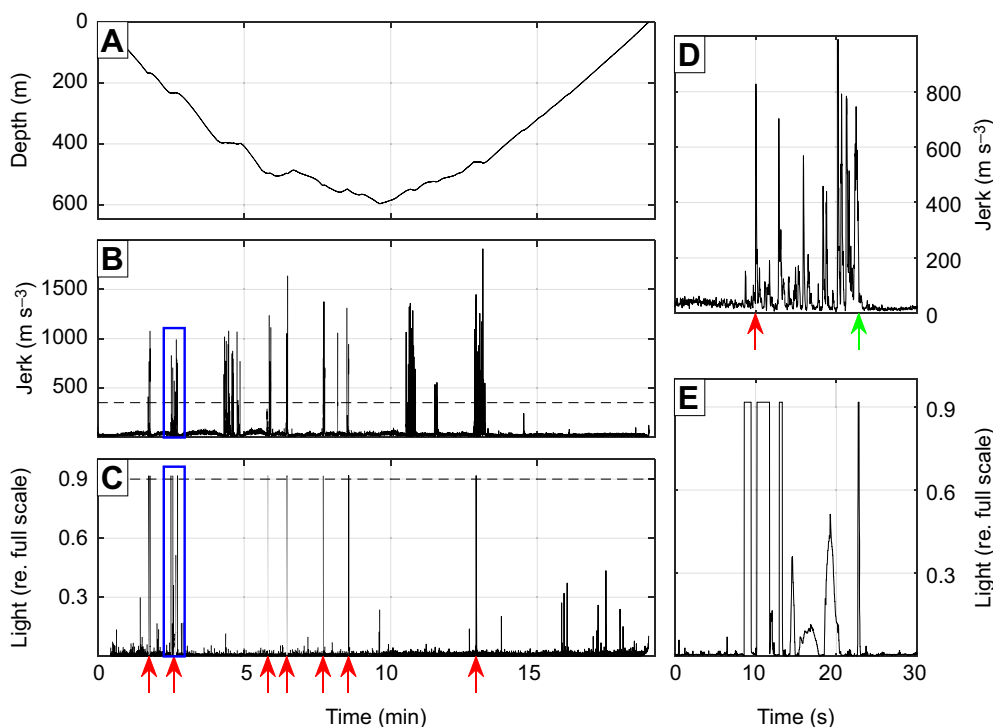 A
Depth (m)
0
200
400
600
B
Jerk (m s–3)
1500
1000
500
C
Light (re. full scale)
0.9
0.6
0.3
0
5
10
15
Time (min)
D
800
600
400
200
0
Jerk (m s–3)
E
0.9
0.6
0.3
Light (re. full scale)
0
10
20
30
Time (s)